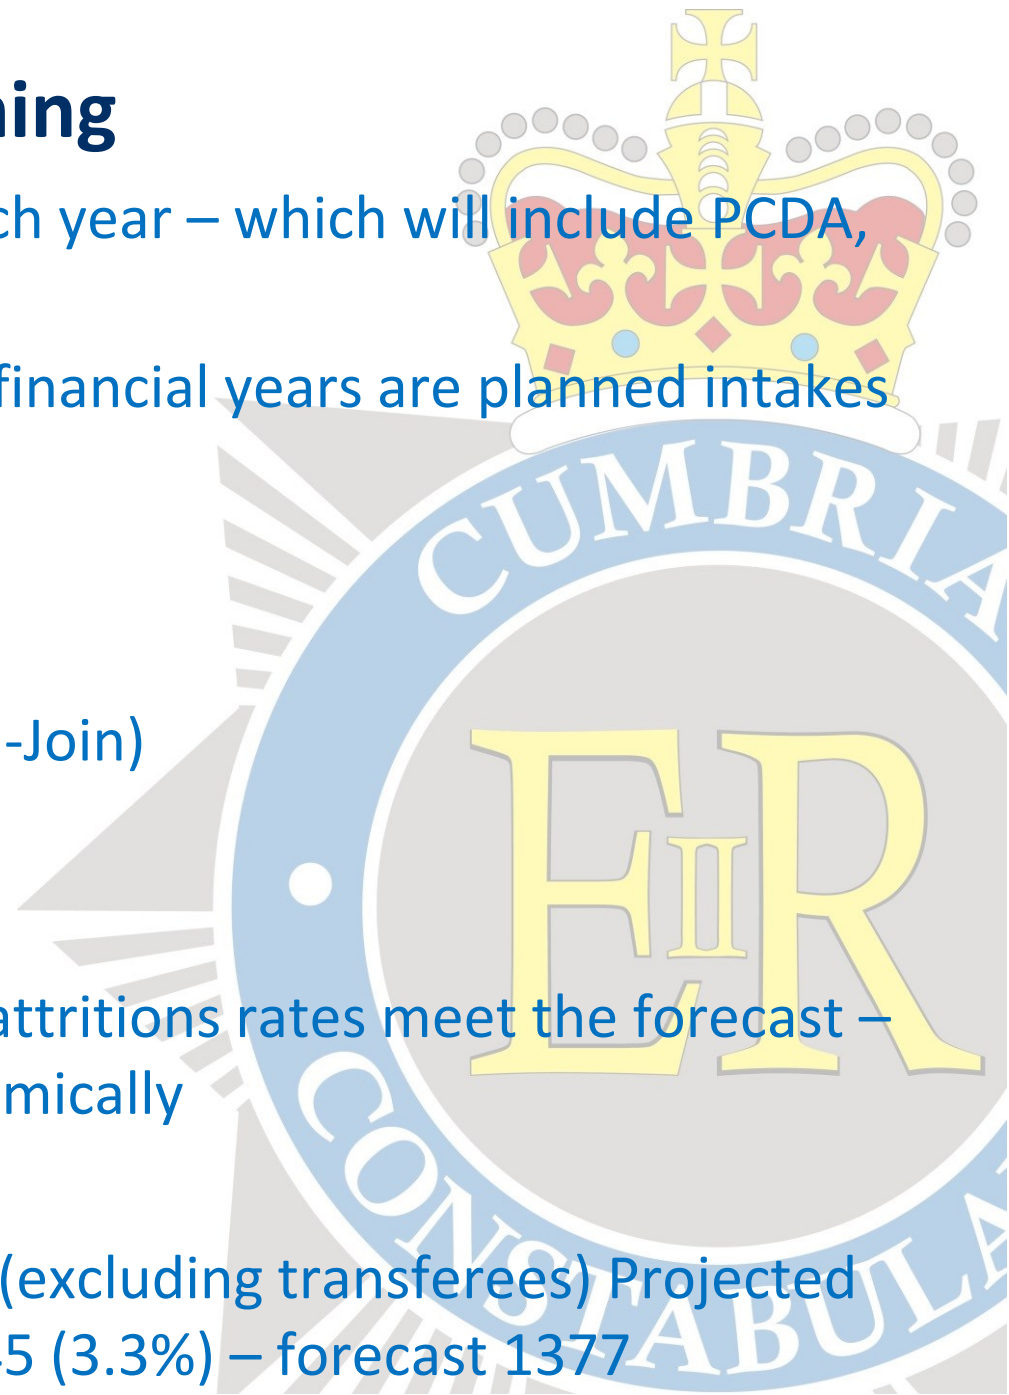 ning
ch year – which will include PCDA,
financial years are planned intakes
CUMBRIA
-Join)
EIIR
attritions rates meet the forecast –
mically
CONSTABULA
(excluding transferees) Projected
45 (3.3%) – forecast 1377